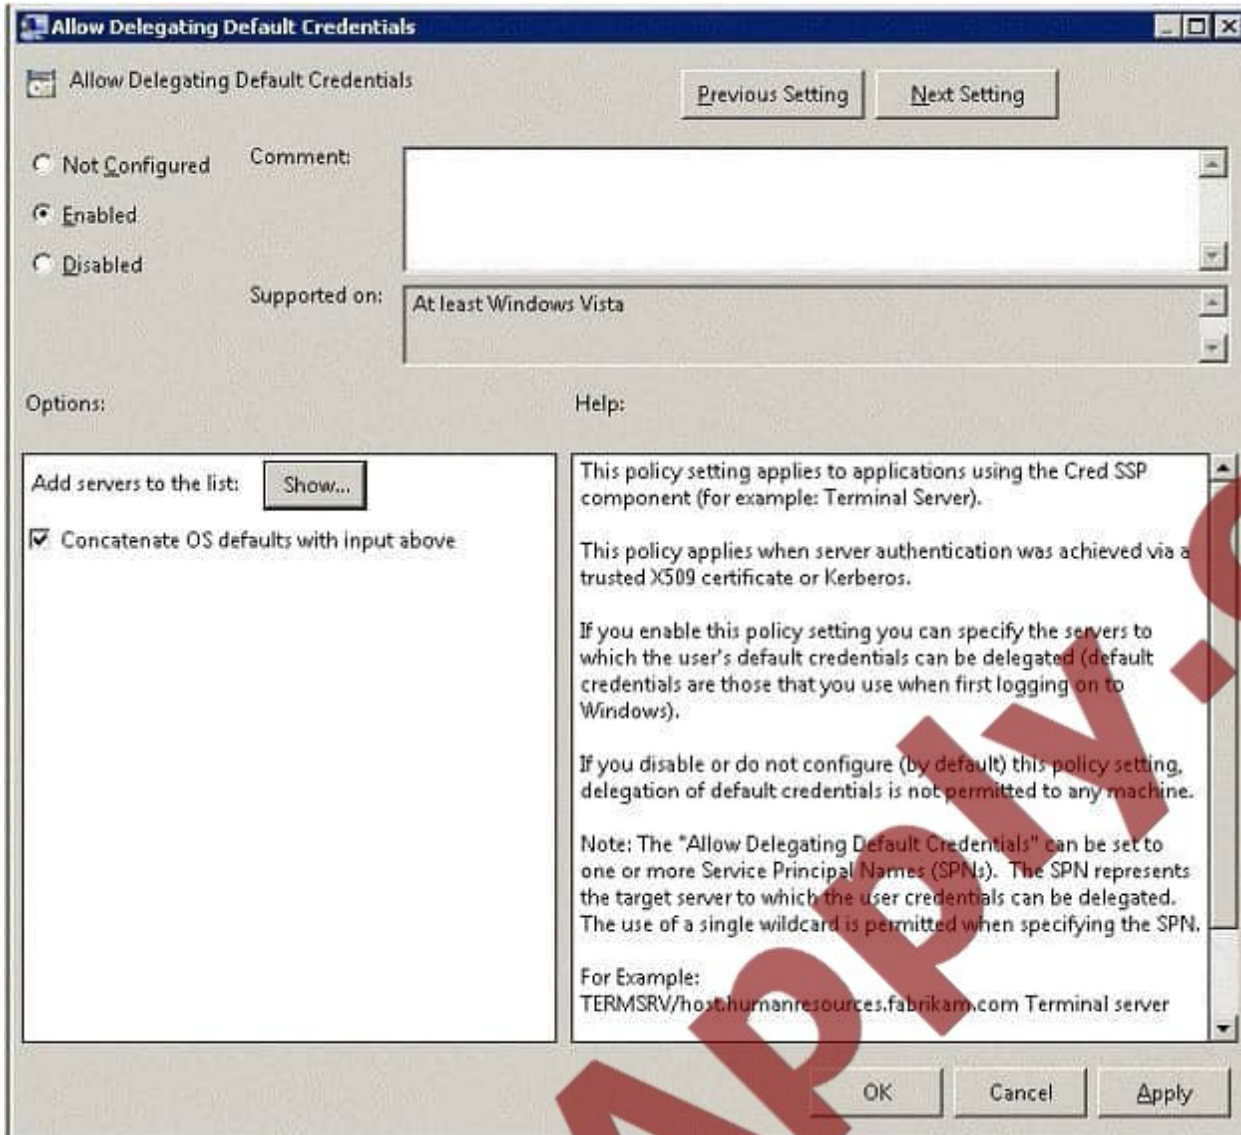 Allow Delegating Default Credentials
Allow Delegating Default Credentials
Previous Setting
Next Setting
Not Configured
Comment:
Enabled
Disabled
Supported on:
At least Windows Vista
Options:
Help:
Add servers to the list:
Show...
Concatenate OS defaults with input above
This policy setting applies to applications using the Cred SSP
component (for example: Terminal Server).
This policy applies when server authentication was achieved via a
trusted X509 certificate or Kerberos.
If you enable this policy setting you can specify the servers to
which the user's default credentials can be delegated (default
credentials are those that you use when first logging on to
Windows).
If you disable or do not configure (by default) this policy setting,
delegation of default credentials is not permitted to any machine.
Note: The "Allow Delegating Default Credentials" can be set to
one or more Service Principal Names (SPNs). The SPN represents
the target server to which the user credentials can be delegated.
The use of a single wildcard is permitted when specifying the SPN.
For Example:
TERMSRV/host.humanresources.fabrikam.com Terminal server
OK
Cancel
Apply
Apply.